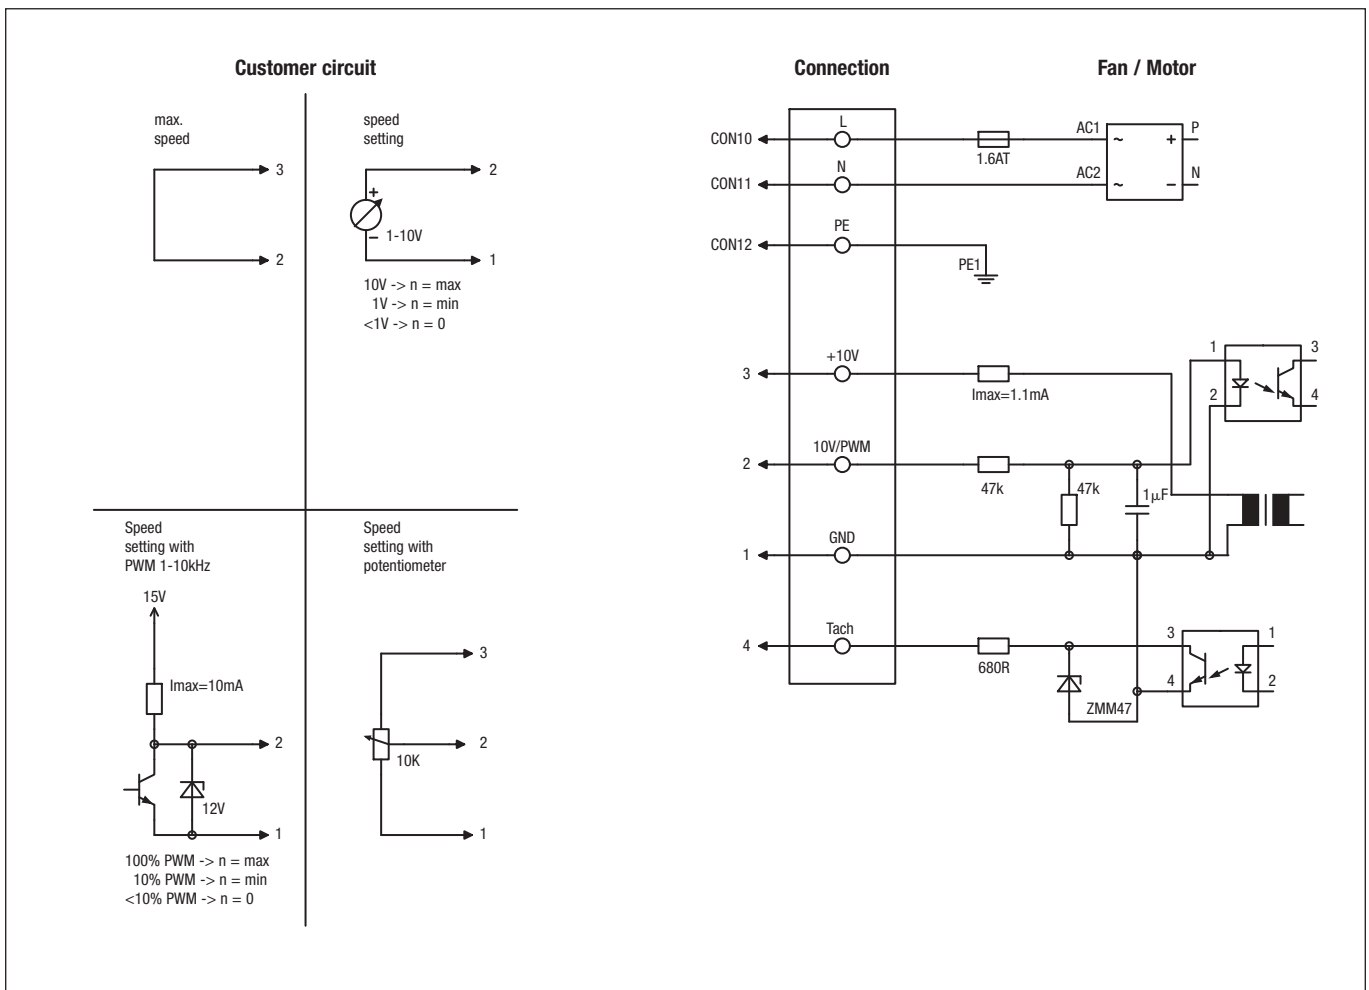 Customer circuit
max.
speed
3
2
speed
setting
2
+
1-10V
−
1
10V -> n = max
1V -> n = min
<1V -> n = 0
Speed
setting with
PWM 1-10kHz
15V
Imax=10mA
2
12V
1
100% PWM -> n = max
10% PWM -> n = min
<10% PWM -> n = 0
Speed
setting with
potentiometer
3
2
10K
1
Connection
Fan / Motor
CON10
L
1.6AT
AC1
~
+
P
CON11
N
AC2
~
−
N
CON12
PE
PE1
3
+10V
Imax=1.1mA
1
3
2
4
2
10V/PWM
47k
47k
1µF
1
GND
4
Tach
680R
ZMM47
3
1
4
2